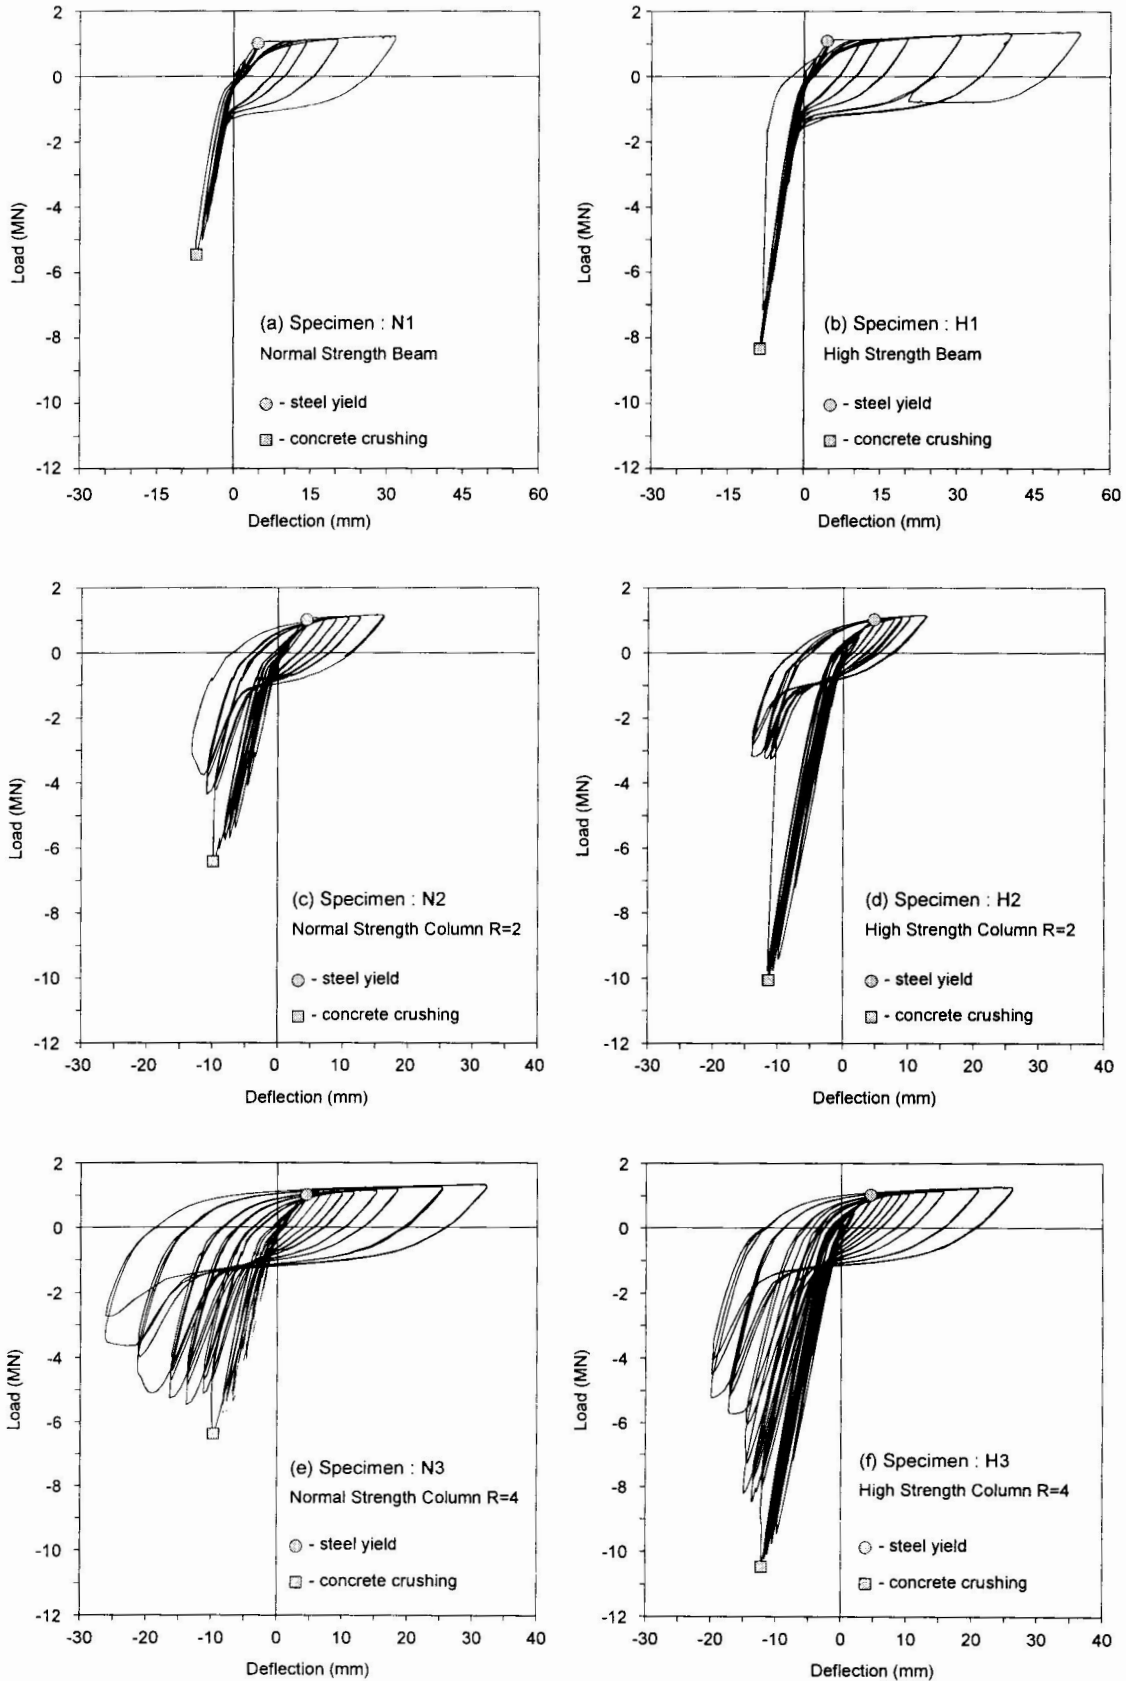 2
0
-2
-4
-6
-8
-10
-12
Load (MN)
(a) Specimen : N1
Normal Strength Beam
- steel yield
- concrete crushing
-30 -15 0 15 30 45 60
Deflection (mm)
2
0
-2
-4
-6
-8
-10
-12
Load (MN)
(b) Specimen : H1
High Strength Beam
- steel yield
- concrete crushing
-30 -15 0 15 30 45 60
Deflection (mm)
2
0
-2
-4
-6
-8
-10
-12
Load (MN)
(c) Specimen : N2
Normal Strength Column R=2
- steel yield
- concrete crushing
-30 -20 -10 0 10 20 30 40
Deflection (mm)
2
0
-2
-4
-6
-8
-10
-12
Load (MN)
(d) Specimen : H2
High Strength Column R=2
- steel yield
- concrete crushing
-30 -20 -10 0 10 20 30 40
Deflection (mm)
2
0
-2
-4
-6
-8
-10
-12
Load (MN)
(e) Specimen : N3
Normal Strength Column R=4
- steel yield
- concrete crushing
-30 -20 -10 0 10 20 30 40
Deflection (mm)
2
0
-2
-4
-6
-8
-10
-12
Load (MN)
(f) Specimen : H3
High Strength Column R=4
- steel yield
- concrete crushing
-30 -20 -10 0 10 20 30 40
Deflection (mm)